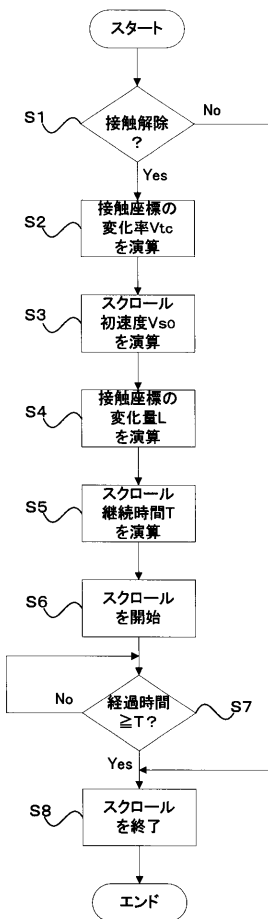 スタート
S1
接触解除
?
No
Yes
S2
接触座標の
変化率Vtc
を演算
S3
スクロール
初速度Vs0
を演算
S4
接触座標の
変化量L
を演算
S5
スクロール
継続時間T
を演算
S6
スクロール
を開始
No
経過時間
≧T?
S7
Yes
S8
スクロール
を終了
エンド